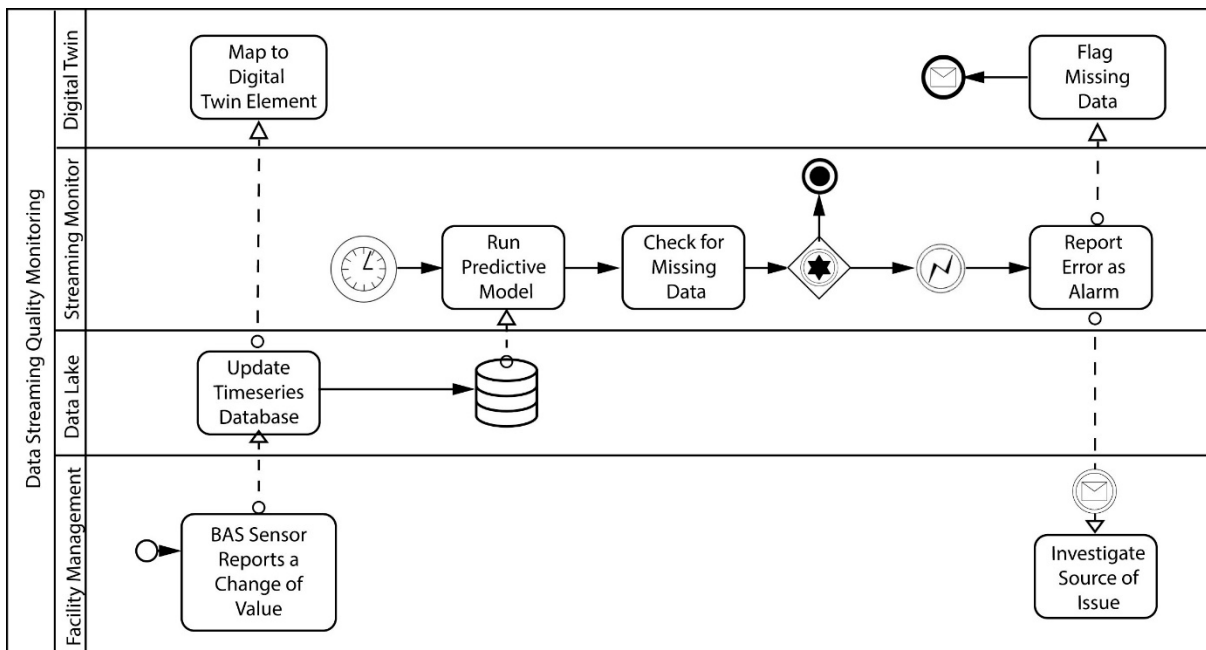 Data Streaming Quality Monitoring
Digital Twin
Map to
Digital
Twin Element
Flag
Missing
Data
Streaming Monitor
Run
Predictive
Model
Check for
Missing
Data
Report
Error as
Alarm
Data Lake
Update
Timeseries
Database
Facility Management
BAS Sensor
Reports a
Change of
Value
Investigate
Source of
Issue